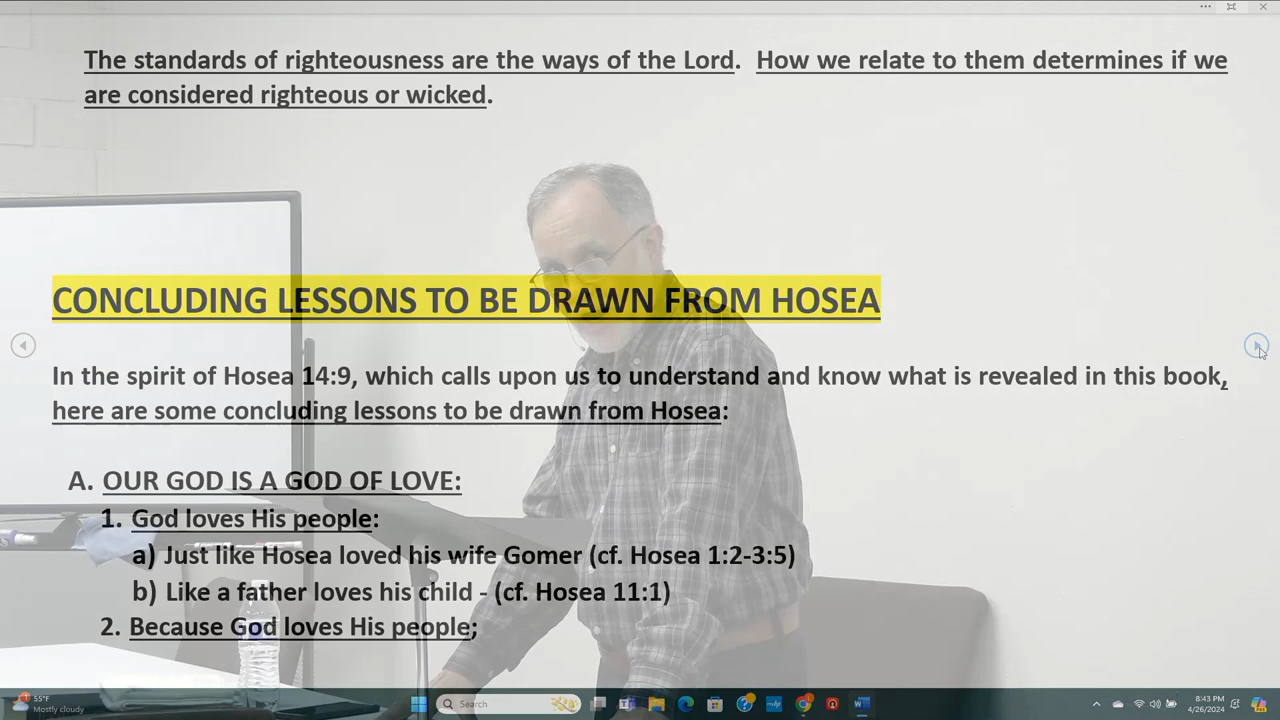 The standards of righteousness are the ways of the Lord. How we relate to them determines if we
are considered righteous or wicked.
CONCLUDING LESSONS TO BE DRAWN FROM HOSEA
In the spirit of Hosea 14:9, which calls upon us to understand and know what is revealed in this book,
here are some concluding lessons to be drawn from Hosea:
A. OUR GOD IS A GOD OF LOVE:
1. God loves His people:
a) Just like Hosea loved his wife Gomer (cf. Hosea 1:2-3:5)
b) Like a father loves his child - (cf. Hosea 11:1)
2. Because God loves His people;
55°F
Mostly cloudy
Search
8:43 PM
4/26/2024